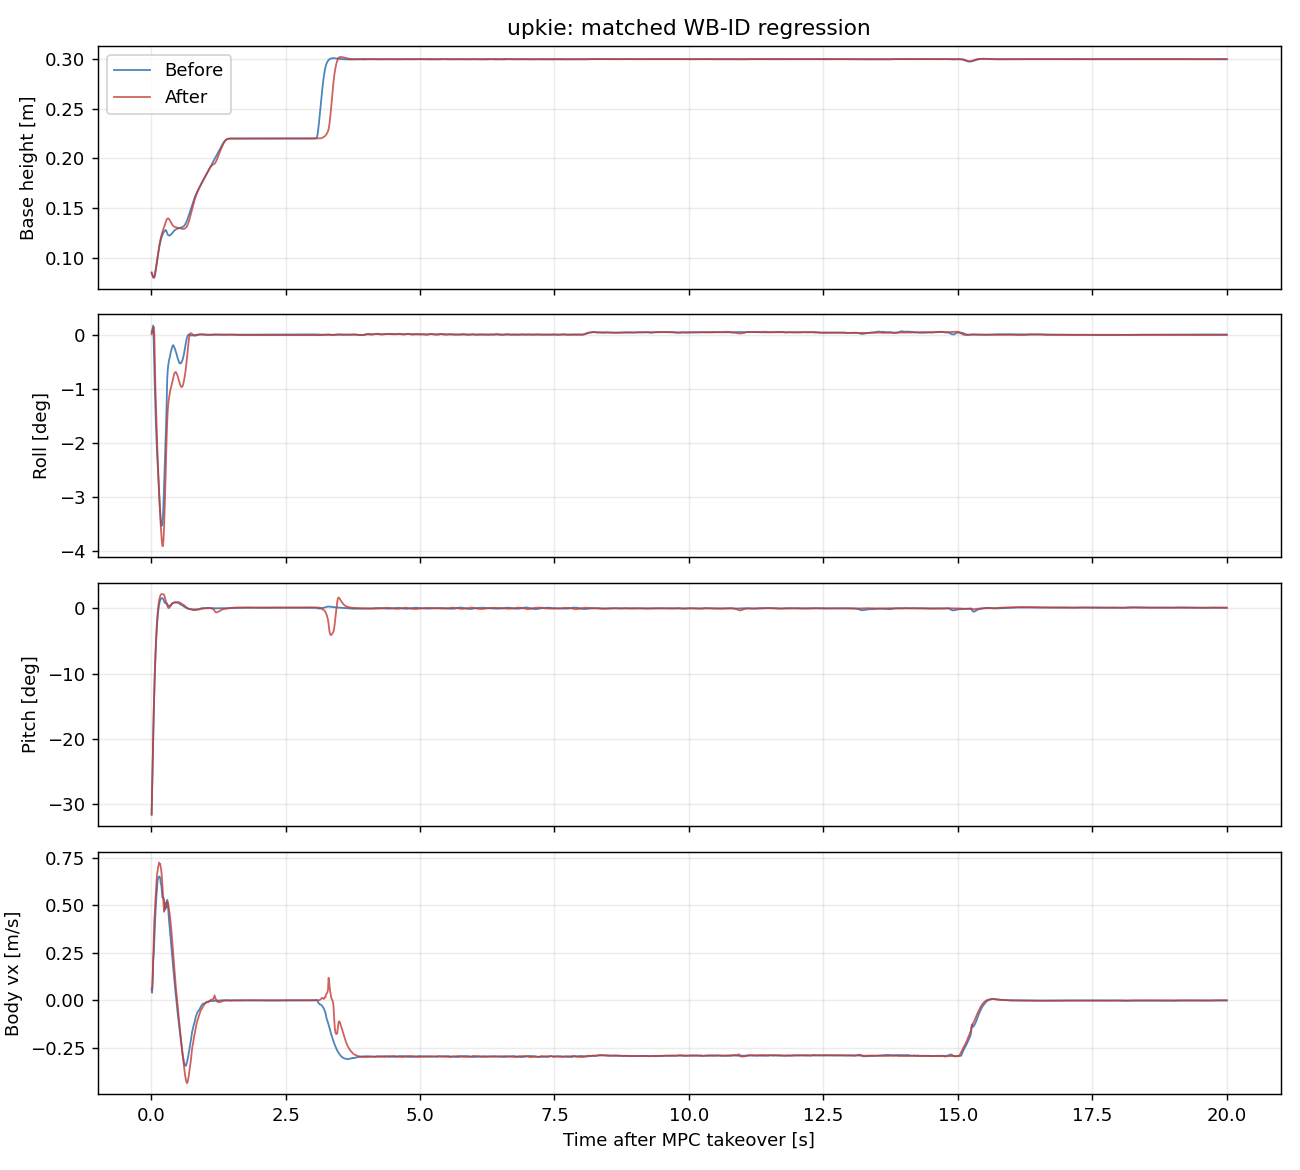 upkie: matched WB-ID regression
Before
After
Base height [m]
0.30
0.25
0.20
0.15
0.10
Roll [deg]
0
−1
−2
−3
−4
Pitch [deg]
0
−10
−20
−30
Body vx [m/s]
0.75
0.50
0.25
0.00
−0.25
0.0 2.5 5.0 7.5 10.0 12.5 15.0 17.5 20.0
Time after MPC takeover [s]